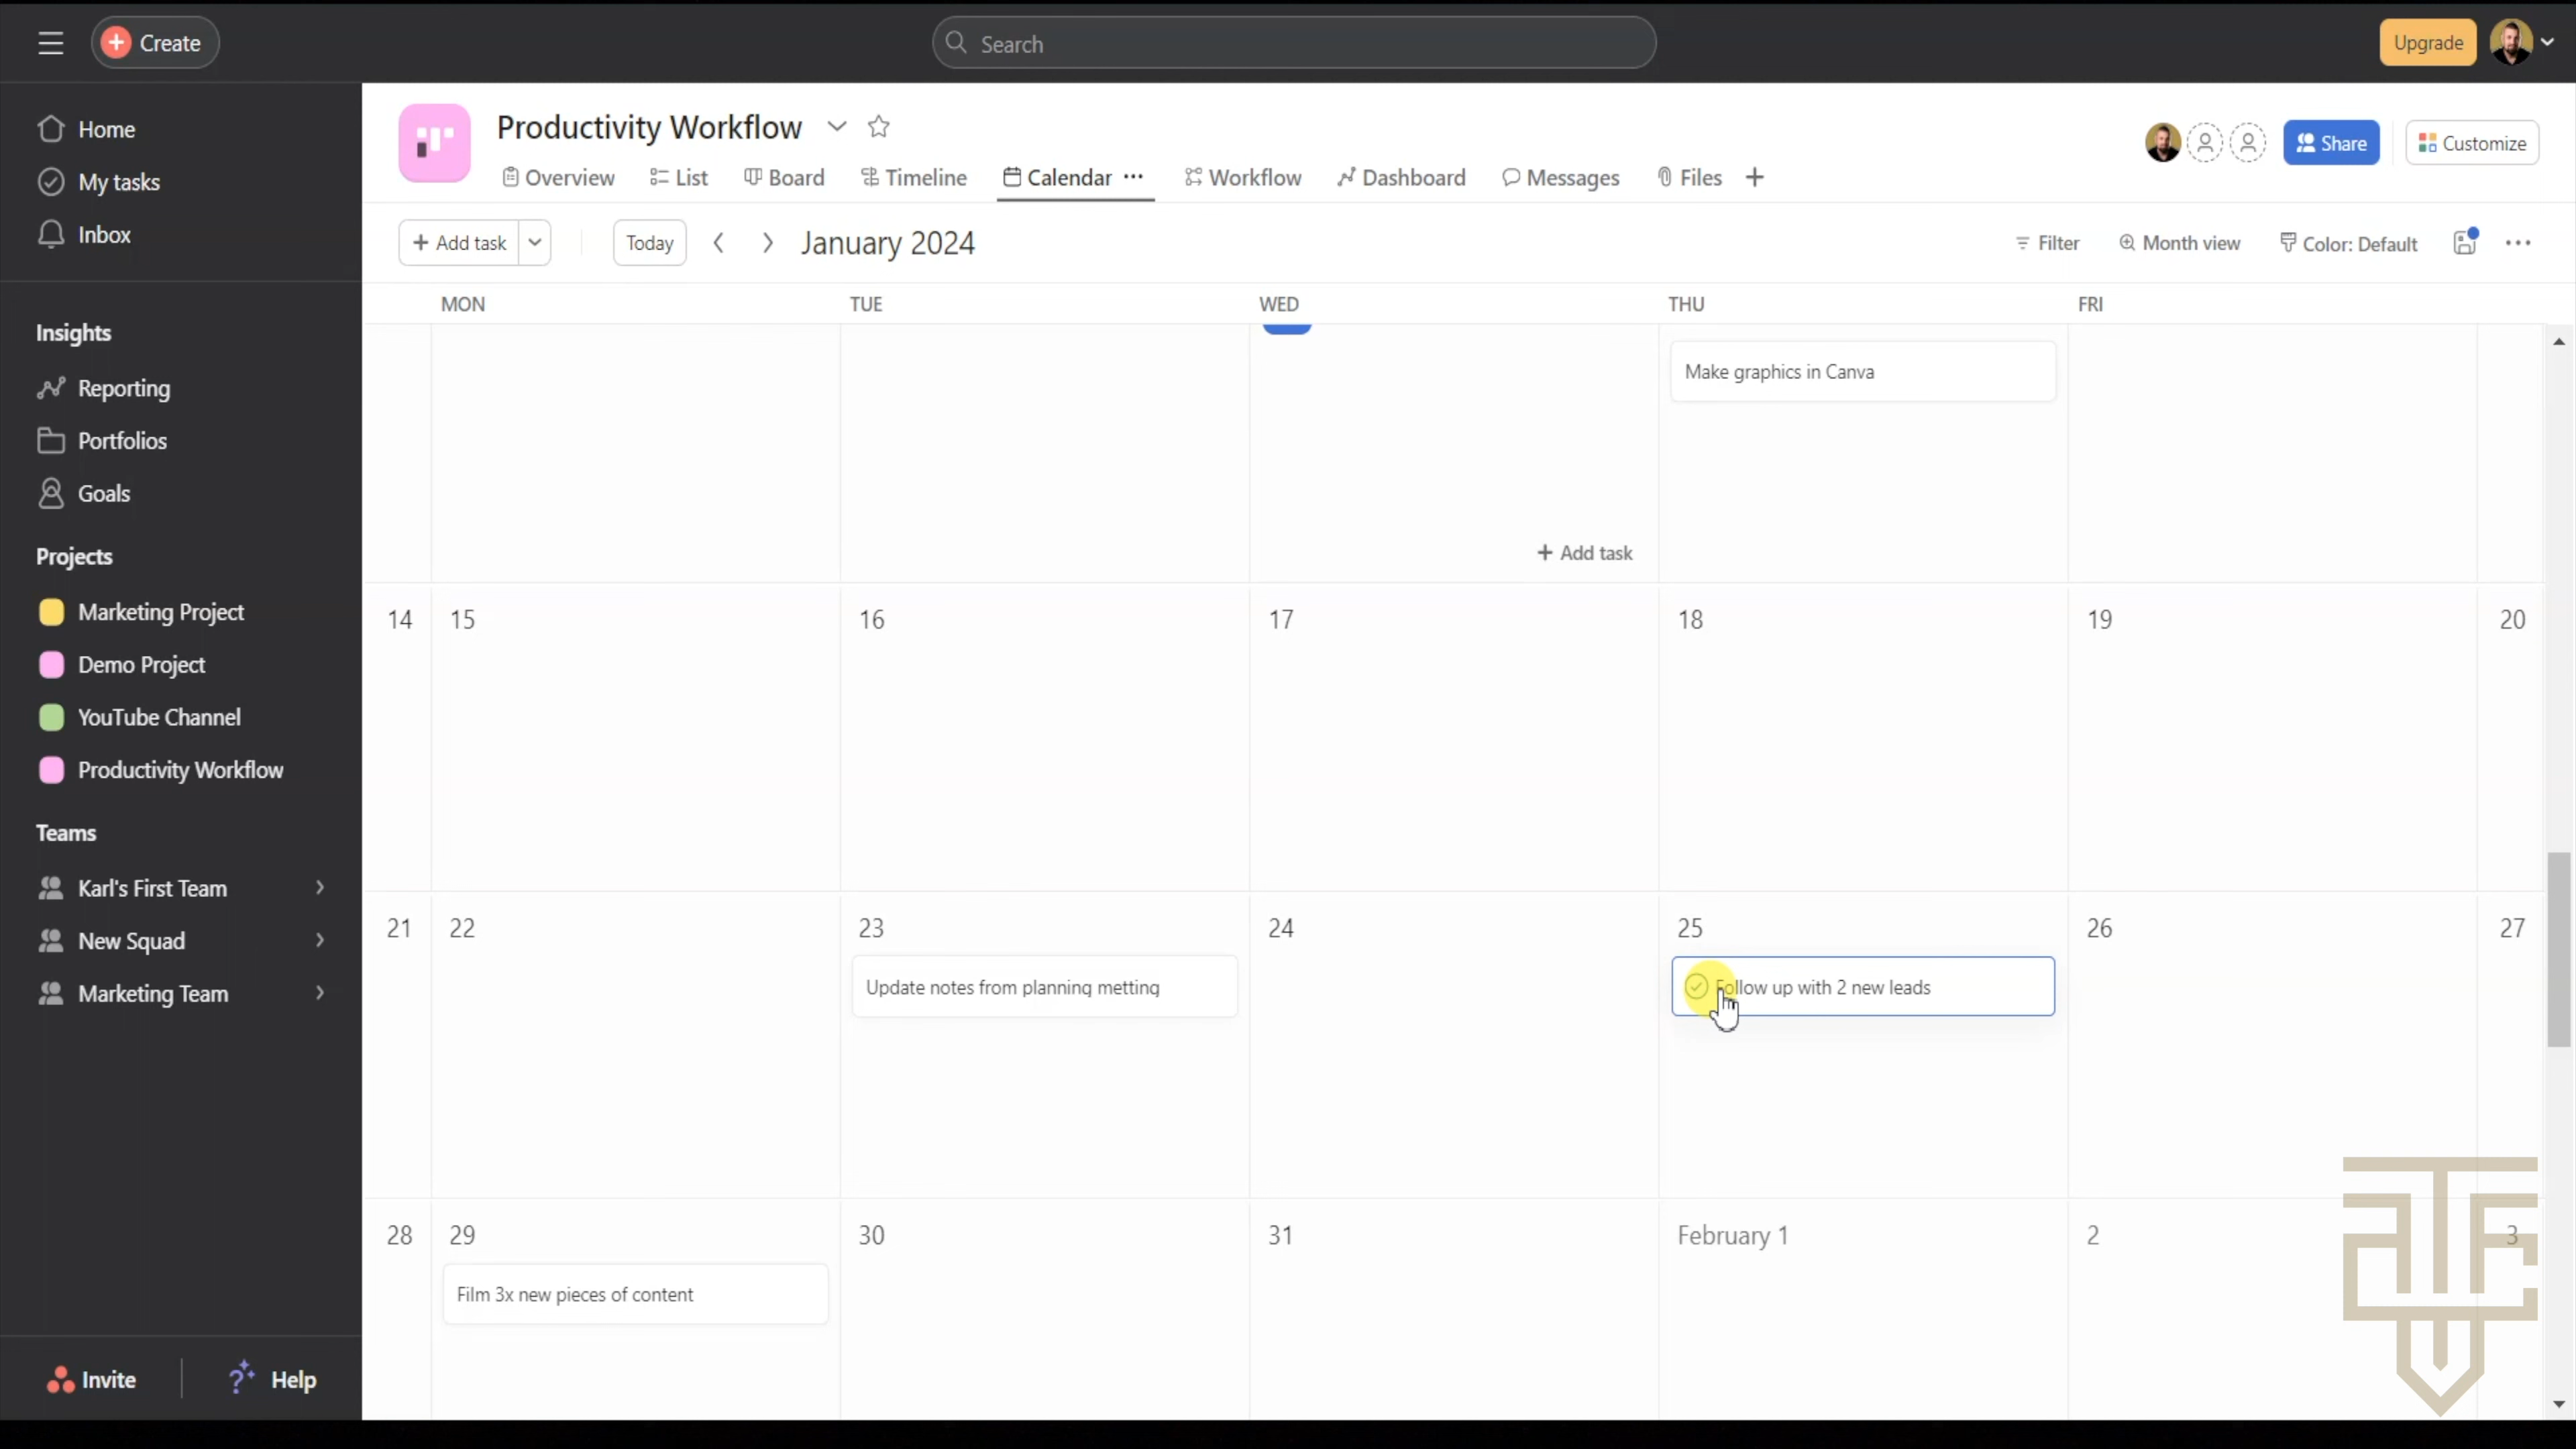 Create
Search
Upgrade
Home
My tasks
Inbox
Insights
Reporting
Portfolios
Goals
Projects
Marketing Project
Demo Project
YouTube Channel
Productivity Workflow
Teams
Karl's First Team
New Squad
Marketing Team
Invite
Help
Productivity Workflow
Share
Customize
Overview
List
Board
Timeline
Calendar
Workflow
Dashboard
Messages
Files
+ Add task
Today
January 2024
Filter
Month view
Color: Default
MON
TUE
WED
THU
FRI
Make graphics in Canva
+ Add task
14
15
16
17
18
19
20
21
22
23
24
25
26
27
Update notes from planning metting
Follow up with 2 new leads
28
29
30
31
February 1
2
3
Film 3x new pieces of content